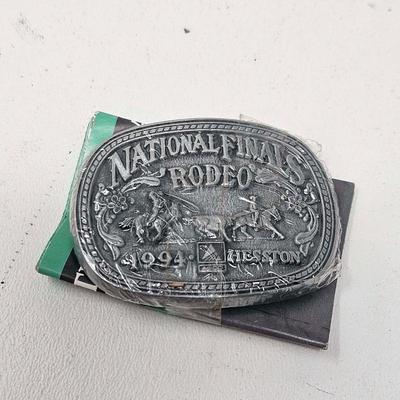 NATIONAL FINALS
RODEO
1994 · HESSTON